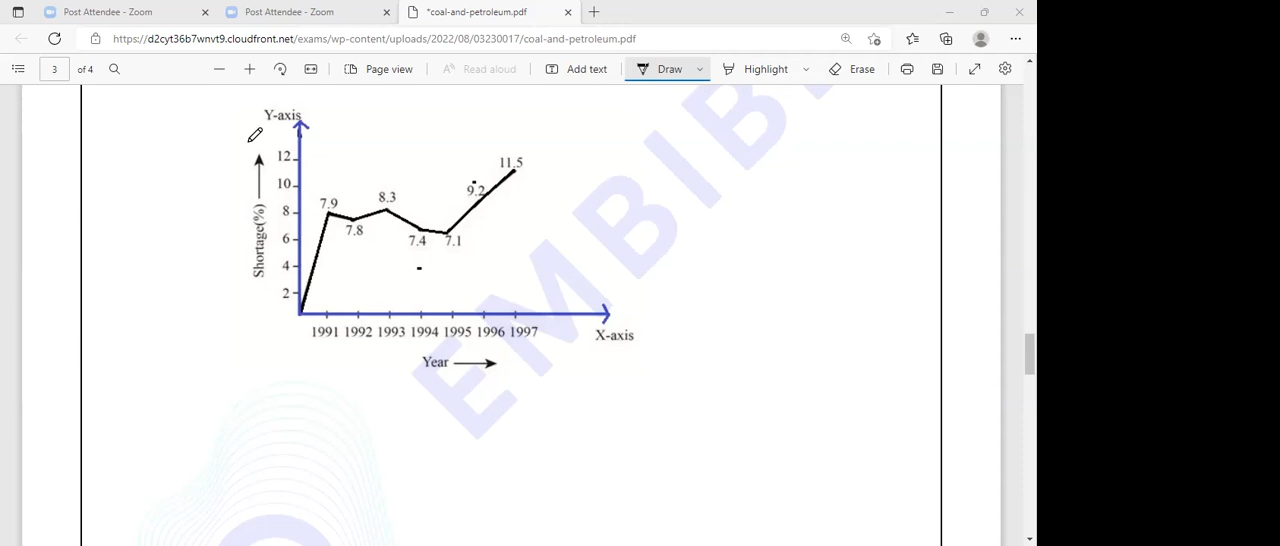 Post Attendee - Zoom
Post Attendee - Zoom
*coal-and-petroleum.pdf
https://d2cyt36b7wnvt9.cloudfront.net/exams/wp-content/uploads/2022/08/03230017/coal-and-petroleum.pdf
3 of 4
Page view
Read aloud
Add text
Draw
Highlight
Erase
Y-axis
12
10
8
6
4
2
Shortage(%)
7.9
7.8
8.3
7.4
7.1
9.2
11.5
1991 1992 1993 1994 1995 1996 1997
X-axis
Year
EMBIBE